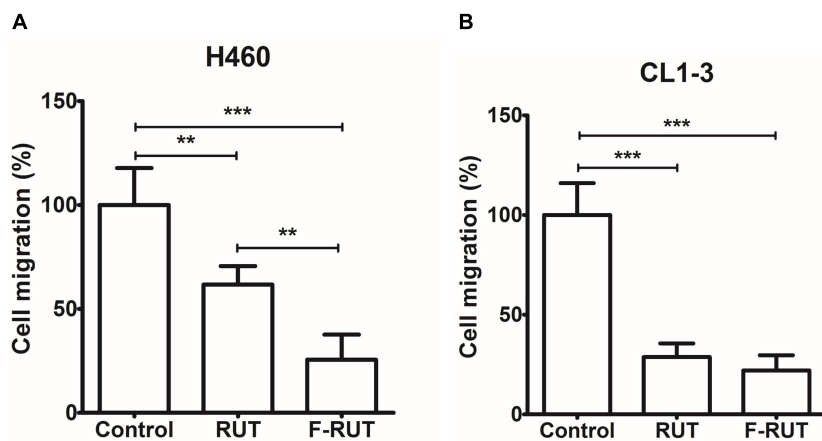 A
H460
Cell migration (%)
150
100
50
0
***
**
**
Control RUT F-RUT
B
CL1-3
Cell migration (%)
150
100
50
0
***
***
Control RUT F-RUT